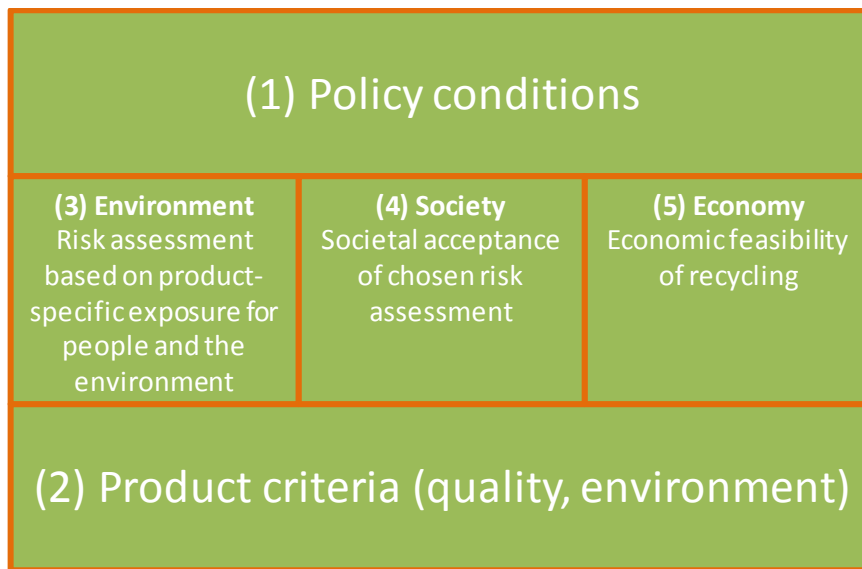 (1) Policy conditions
(3) Environment
Risk assessment
based on product-
specific exposure for
people and the
environment
(4) Society
Societal acceptance
of chosen risk
assessment
(5) Economy
Economic feasibility
of recycling
(2) Product criteria (quality, environment)